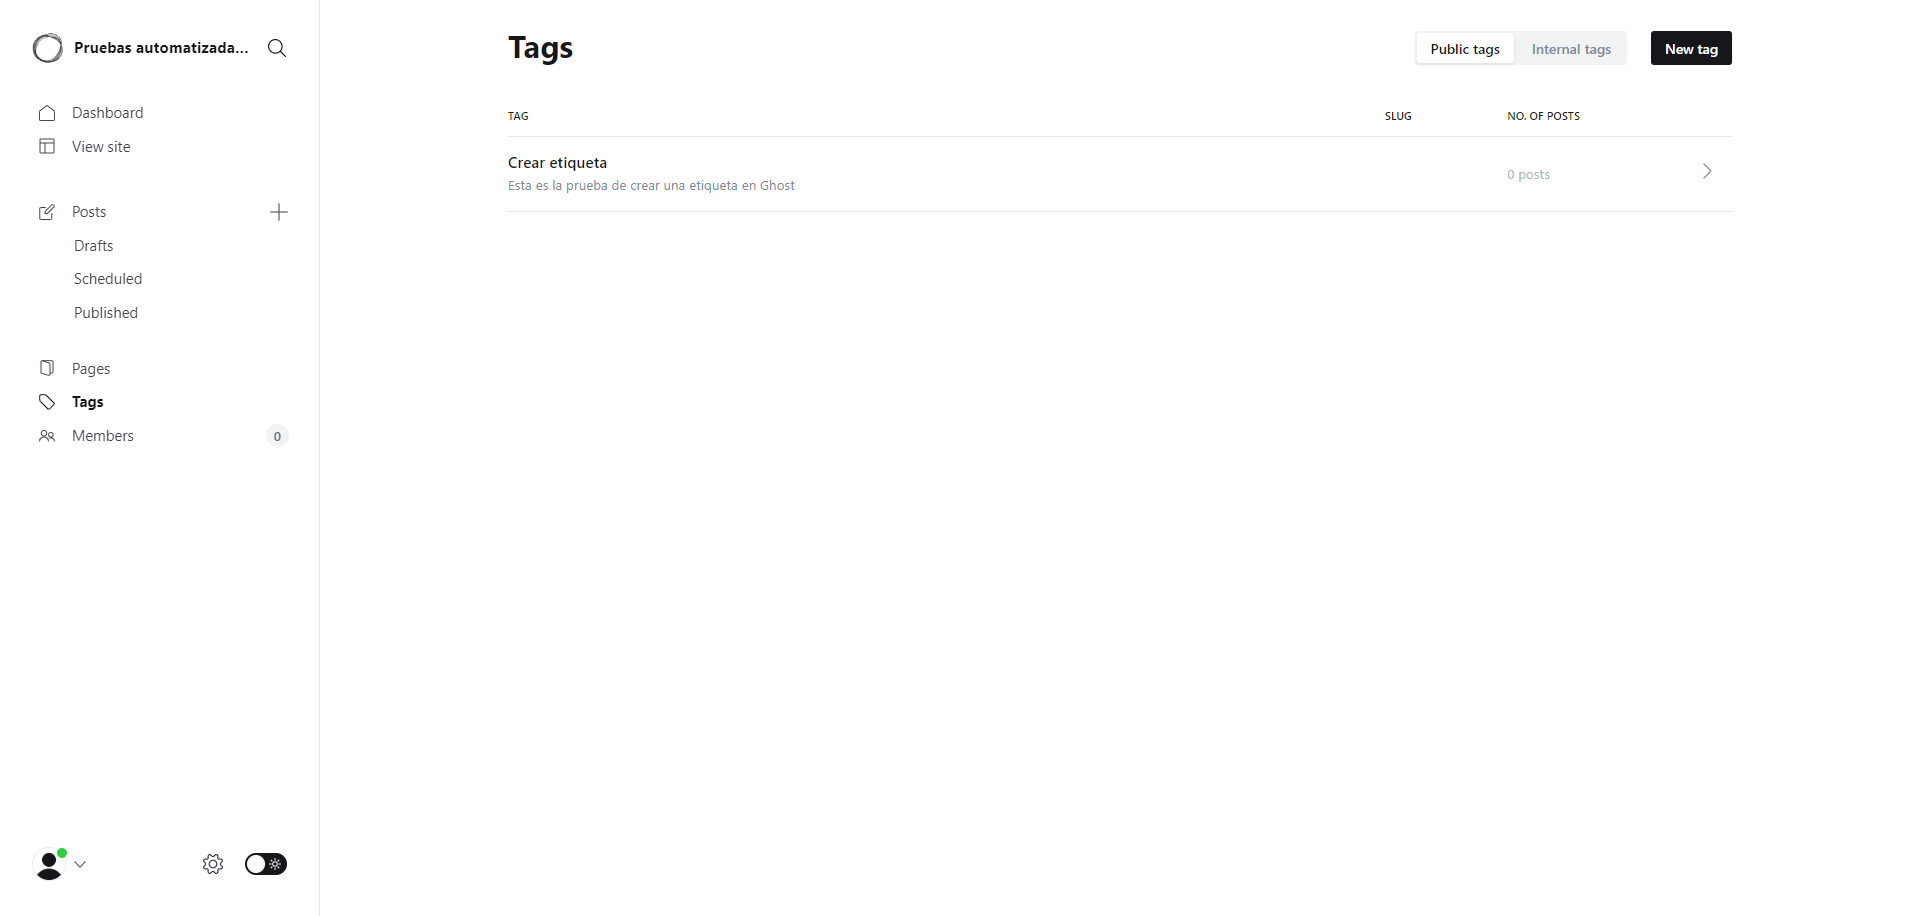 Pruebas automatizada...
Dashboard
View site
Posts
Drafts
Scheduled
Published
Pages
Tags
Members 0
Tags
Public tags Internal tags New tag
TAG SLUG NO. OF POSTS
Crear etiqueta
Esta es la prueba de crear una etiqueta en Ghost
0 posts